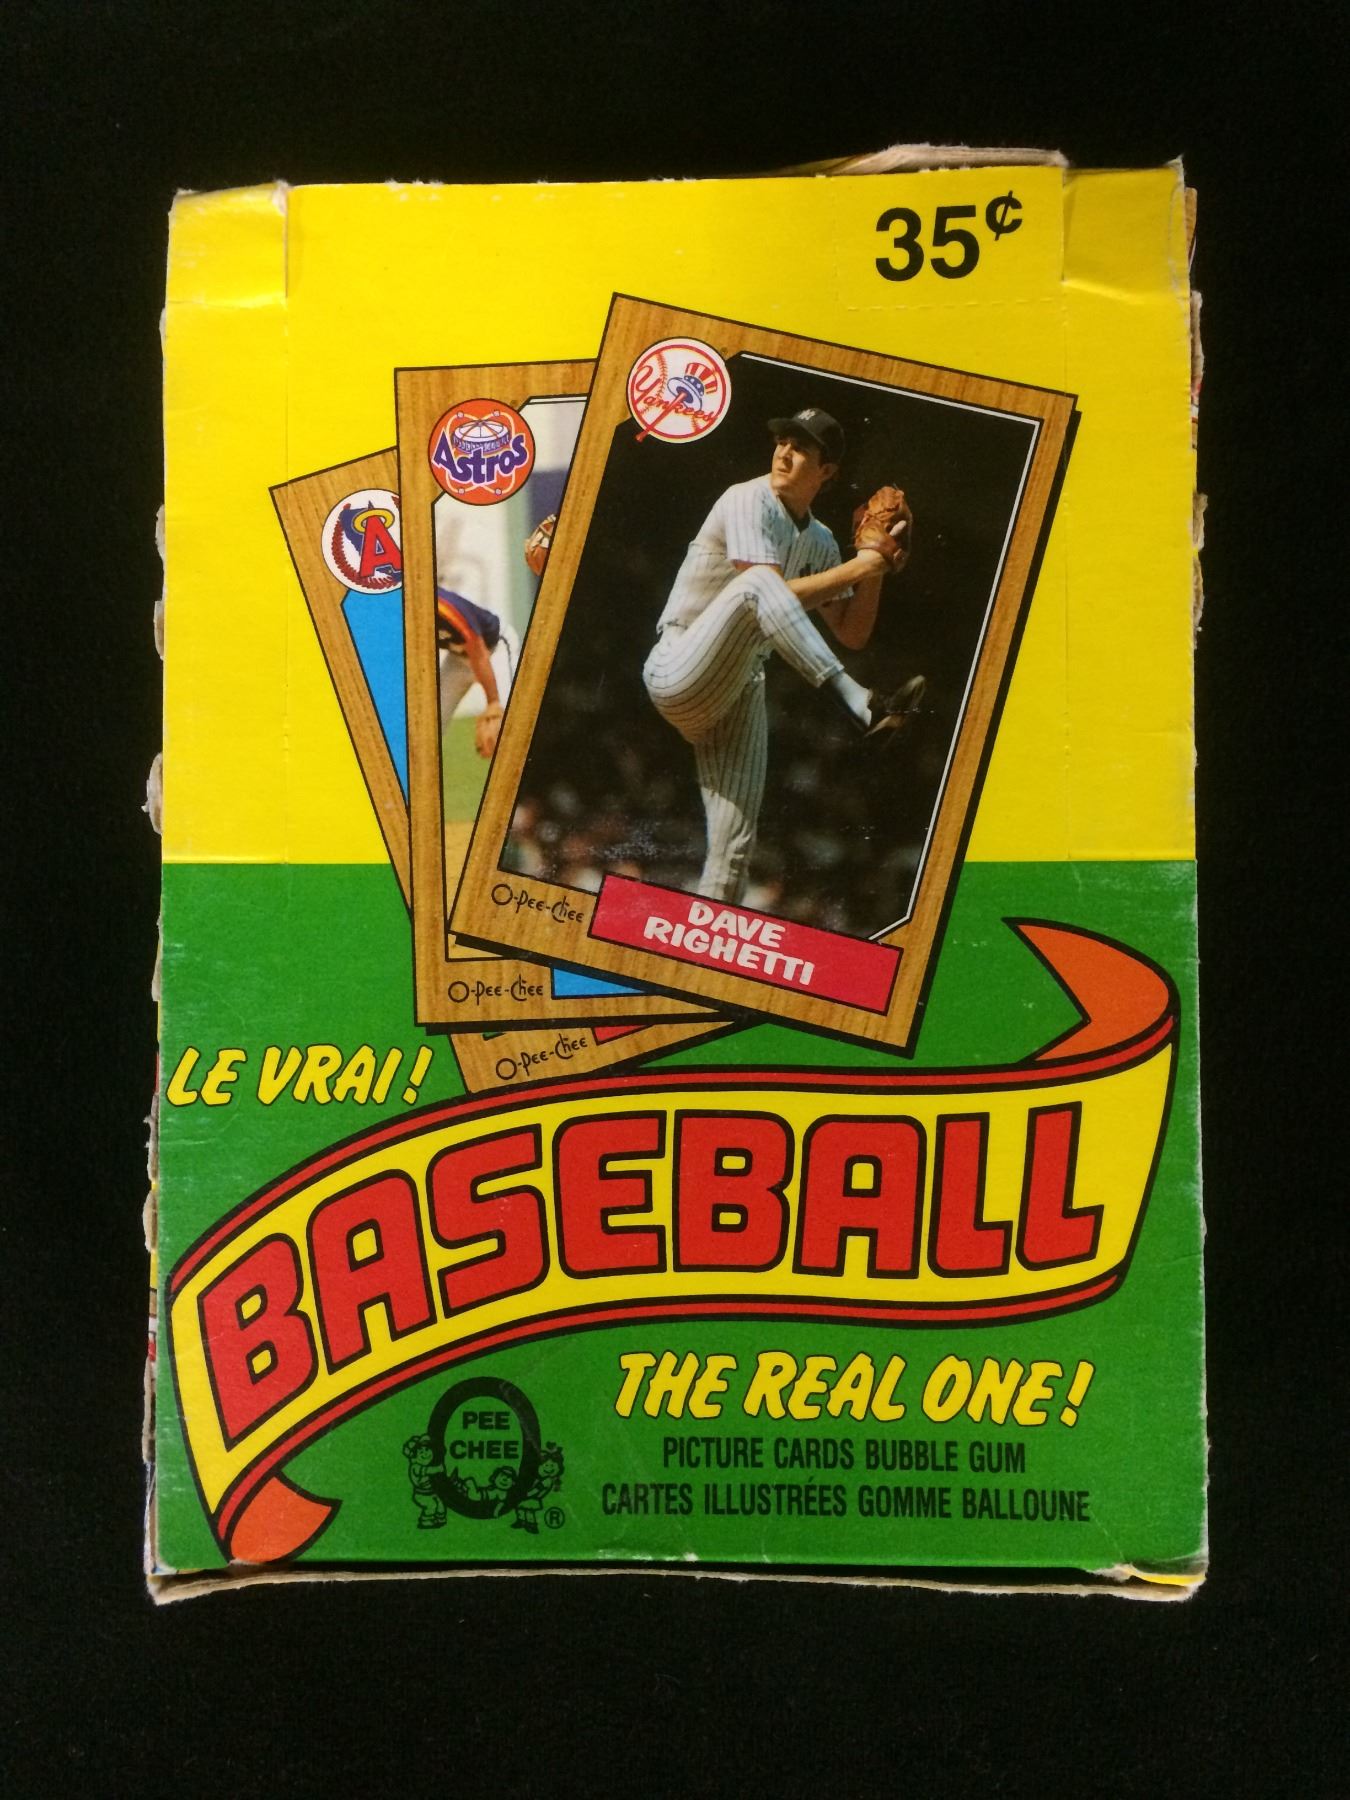 35¢
Yankees
Astros
A
NY
O-Pee-Chee
DAVE
RIGHETTI
O-Pee-Chee
O-Pee-Chee
LE VRAI!
BASEBALL
THE REAL ONE!
O
PEE
CHEE
®
PICTURE CARDS BUBBLE GUM
CARTES ILLUSTRÉES GOMME BALLOUNE